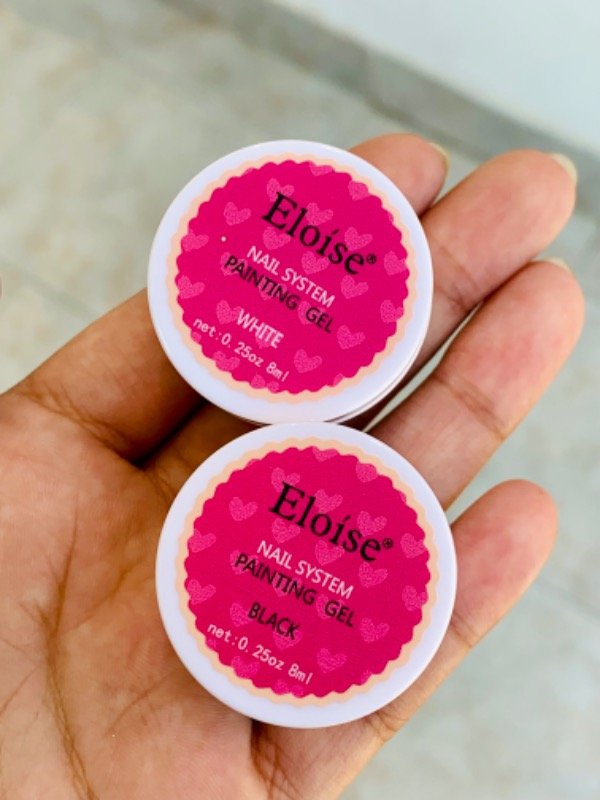 Eloise®
NAIL SYSTEM
PAINTING GEL
WHITE
net:0.25oz 8ml
Eloise®
NAIL SYSTEM
PAINTING GEL
BLACK
net:0.25oz 8ml